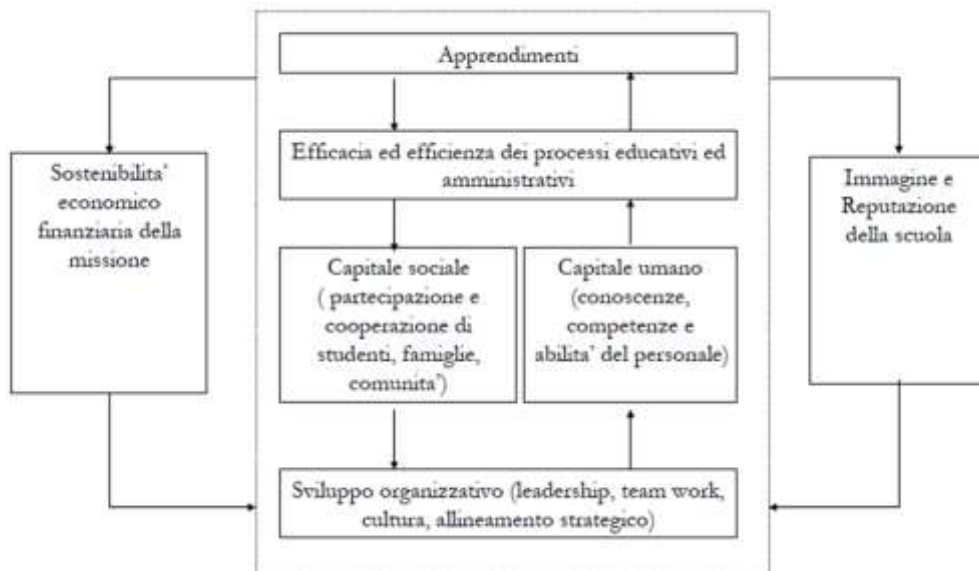 Apprendimenti
Efficacia ed efficienza dei processi educativi ed
amministrativi
Sostenibilita'
economico
finanziaria della
missione
Capitale sociale
( partecipazione e
cooperazione di
studenti, famiglie,
comunita')
Capitale umano
(conoscenze,
competenze e
abilita' del personale)
Immagine e
Reputazione
della scuola
Sviluppo organizzativo (leadership, team work,
cultura, allineamento strategico)